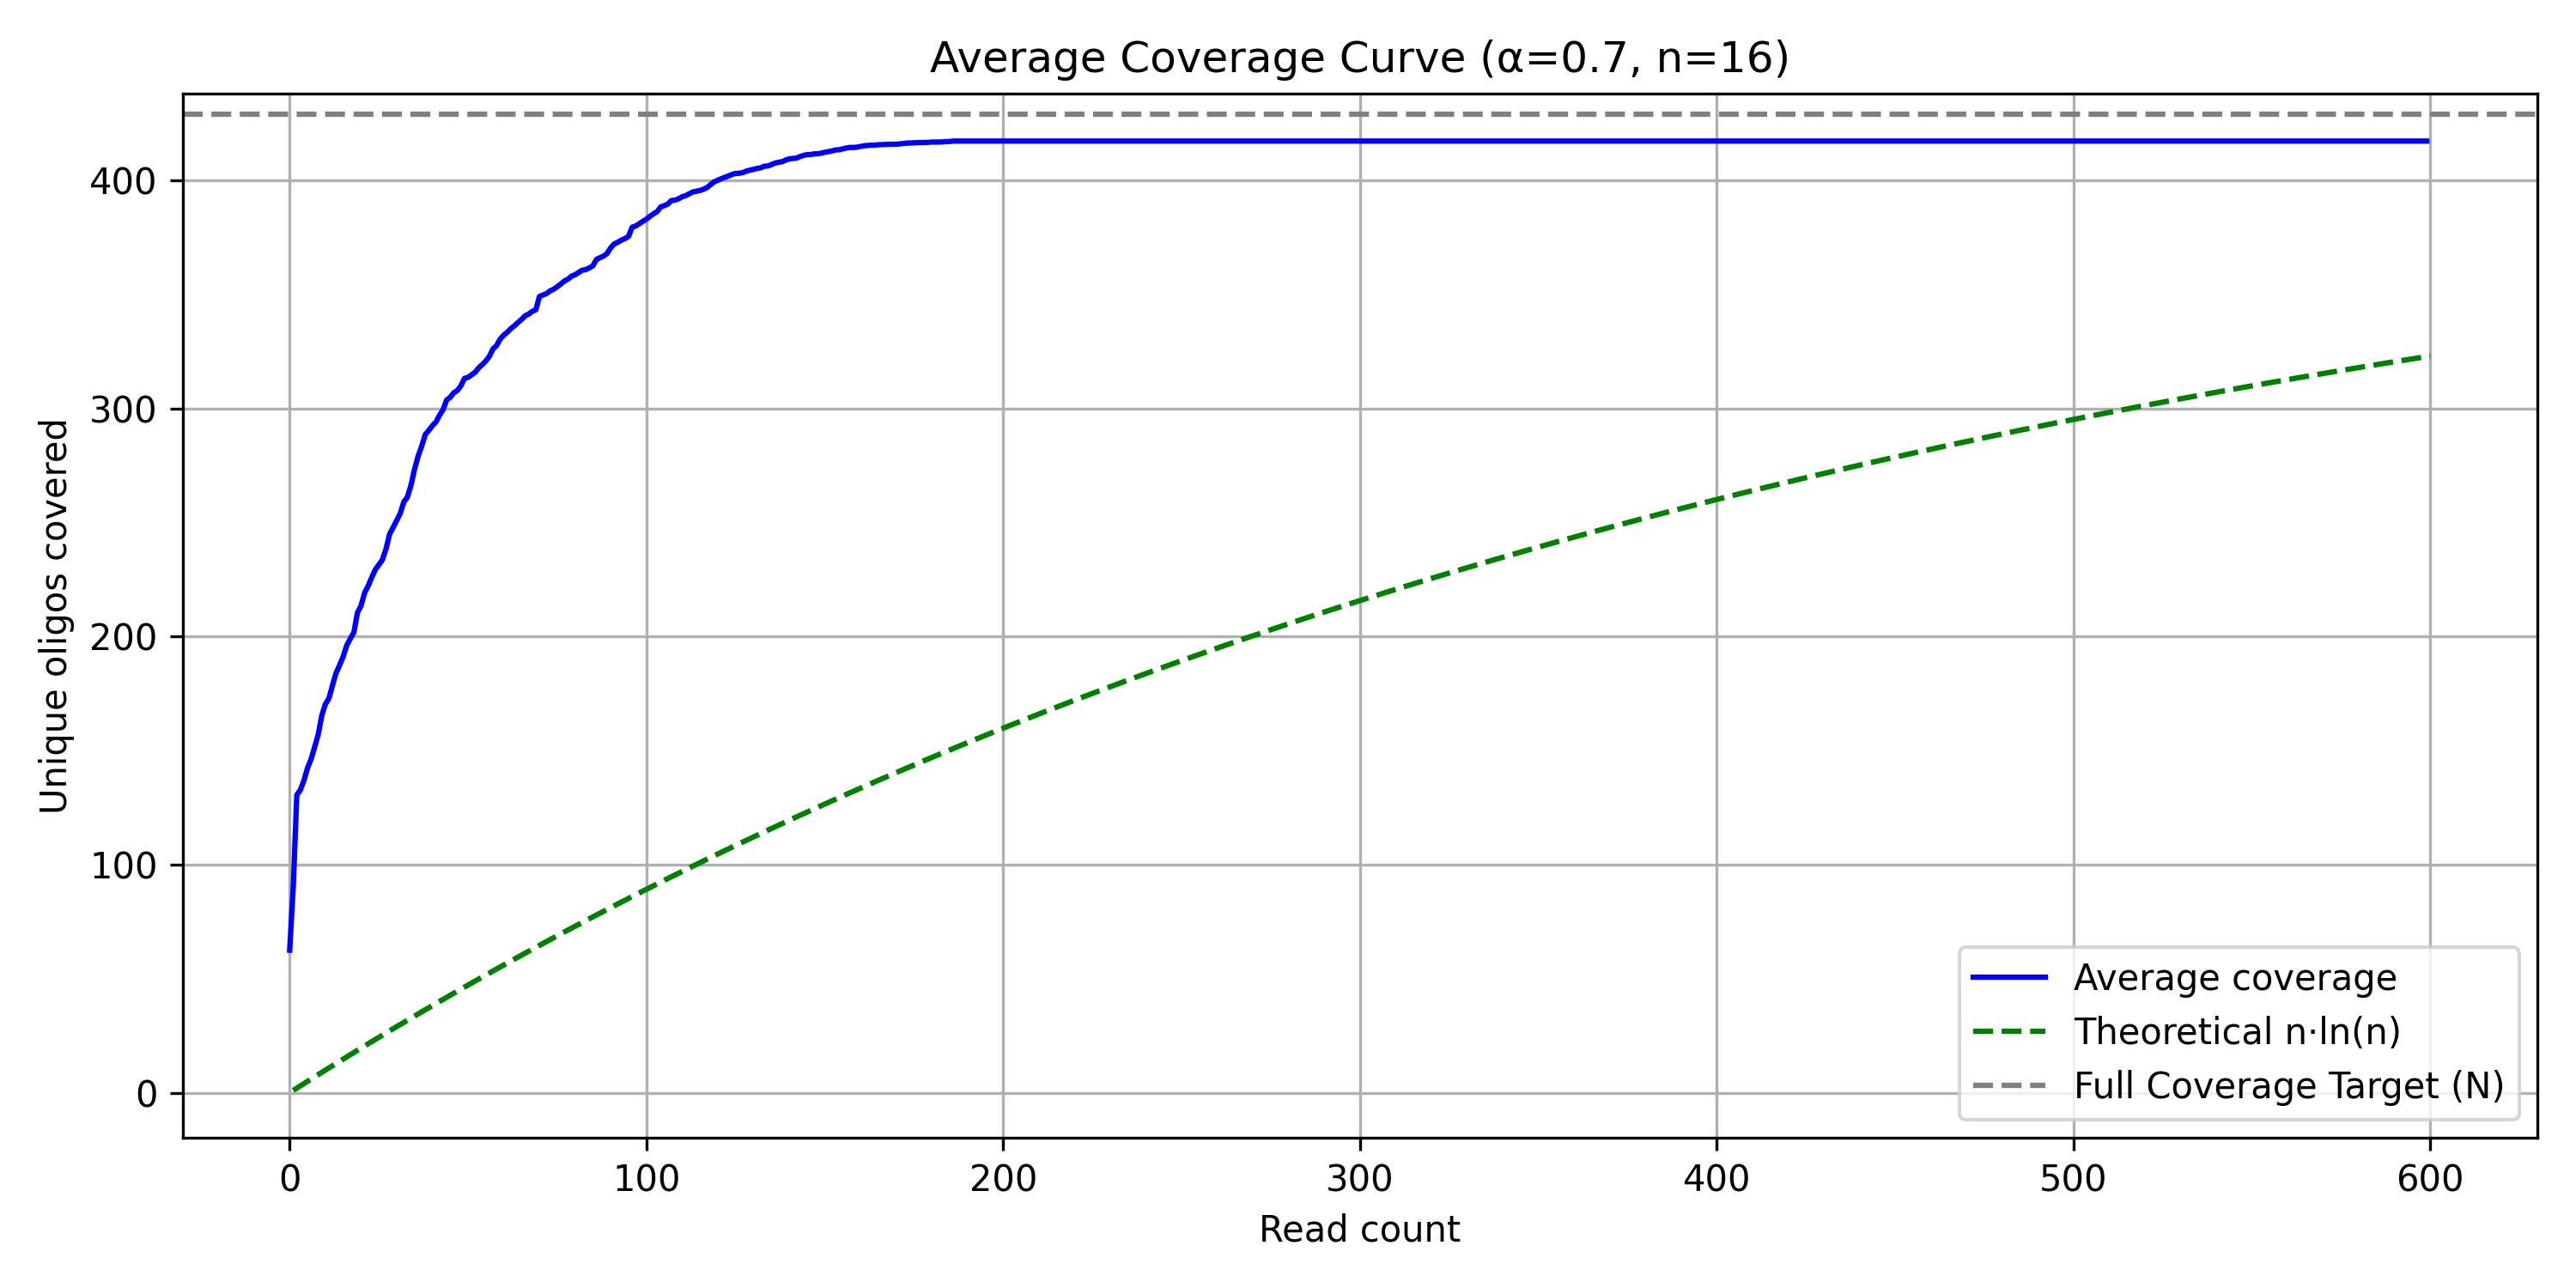 Average Coverage Curve (α=0.7, n=16)
Unique oligos covered
400
300
200
100
0
0 100 200 300 400 500 600
Read count
Average coverage
Theoretical n·ln(n)
Full Coverage Target (N)